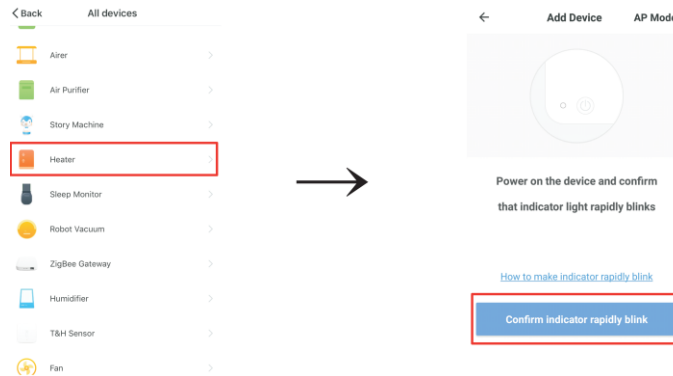 Back
All devices
Airer
Air Purifier
Story Machine
Heater
Sleep Monitor
Robot Vacuum
ZigBee Gateway
Humidifier
T&H Sensor
Fan
Add Device
AP Mode
Power on the device and confirm
that indicator light rapidly blinks
How to make indicator rapidly blink
Confirm indicator rapidly blink